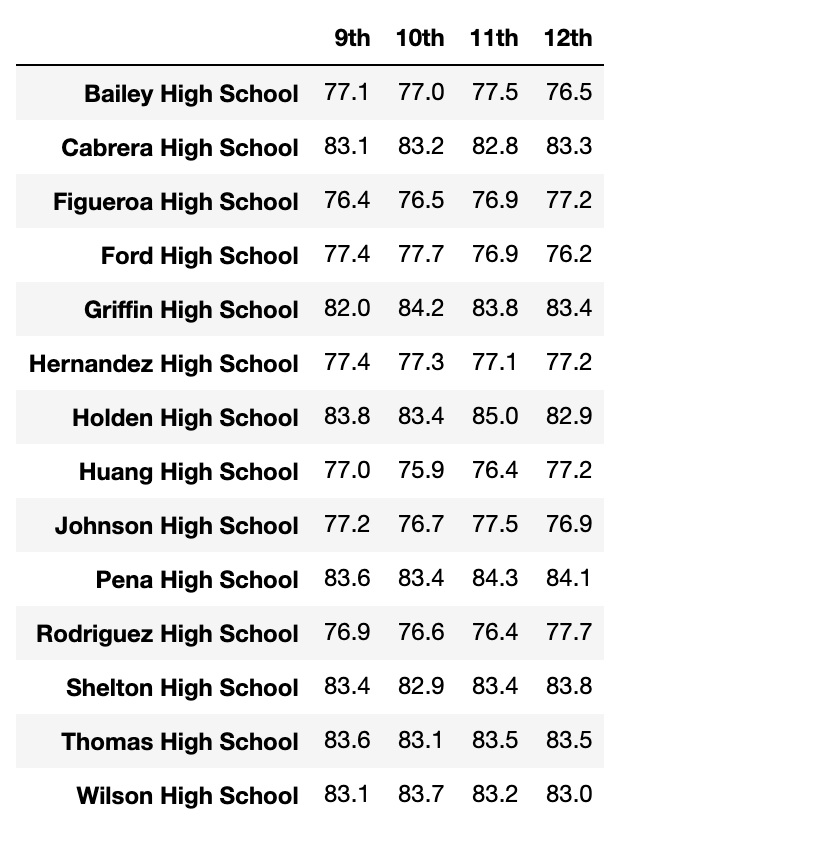 9th 10th 11th 12th
Bailey High School 77.1 77.0 77.5 76.5
Cabrera High School 83.1 83.2 82.8 83.3
Figueroa High School 76.4 76.5 76.9 77.2
Ford High School 77.4 77.7 76.9 76.2
Griffin High School 82.0 84.2 83.8 83.4
Hernandez High School 77.4 77.3 77.1 77.2
Holden High School 83.8 83.4 85.0 82.9
Huang High School 77.0 75.9 76.4 77.2
Johnson High School 77.2 76.7 77.5 76.9
Pena High School 83.6 83.4 84.3 84.1
Rodriguez High School 76.9 76.6 76.4 77.7
Shelton High School 83.4 82.9 83.4 83.8
Thomas High School 83.6 83.1 83.5 83.5
Wilson High School 83.1 83.7 83.2 83.0